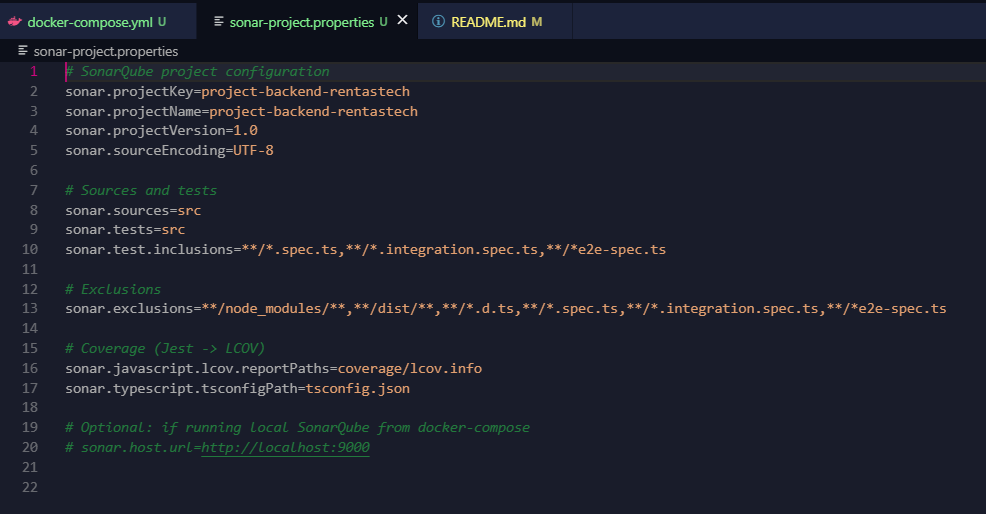 docker-compose.yml U
sonar-project.properties U
README.md M
sonar-project.properties
1 # SonarQube project configuration
2 sonar.projectKey=project-backend-rentastech
3 sonar.projectName=project-backend-rentastech
4 sonar.projectVersion=1.0
5 sonar.sourceEncoding=UTF-8
6
7 # Sources and tests
8 sonar.sources=src
9 sonar.tests=src
10 sonar.test.inclusions=**/*.spec.ts,**/*.integration.spec.ts,**/*e2e-spec.ts
11
12 # Exclusions
13 sonar.exclusions=**/node_modules/**,**/dist/**,**/*.d.ts,**/*.spec.ts,**/*.integration.spec.ts,**/*e2e-spec.ts
14
15 # Coverage (Jest -> LCOV)
16 sonar.javascript.lcov.reportPaths=coverage/lcov.info
17 sonar.typescript.tsconfigPath=tsconfig.json
18
19 # Optional: if running local SonarQube from docker-compose
20 # sonar.host.url=http://localhost:9000
21
22